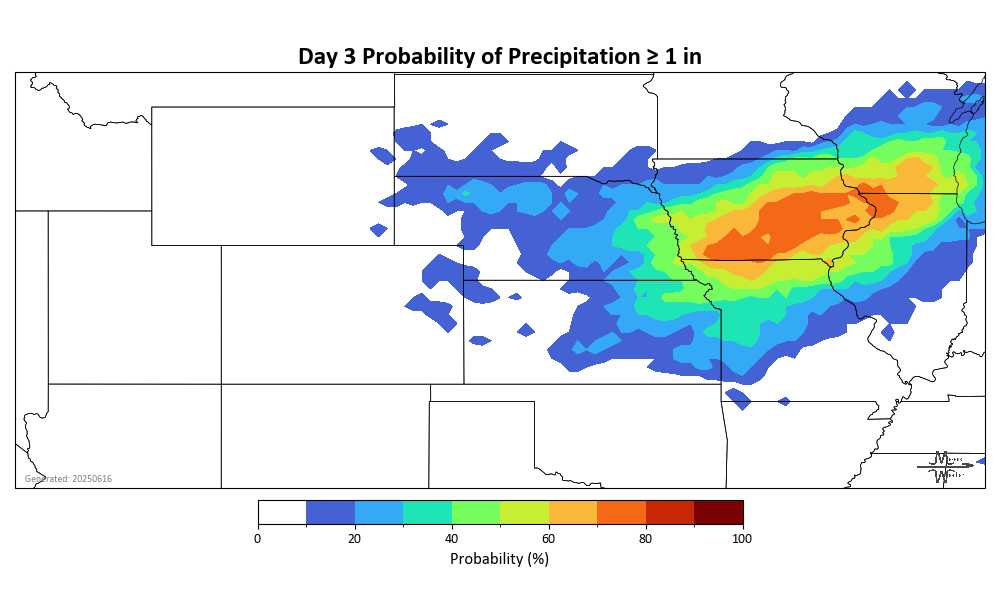 Day 3 Probability of Precipitation ≥ 1 in
Generated: 20250616
0 20 40 60 80 100
Probability (%)